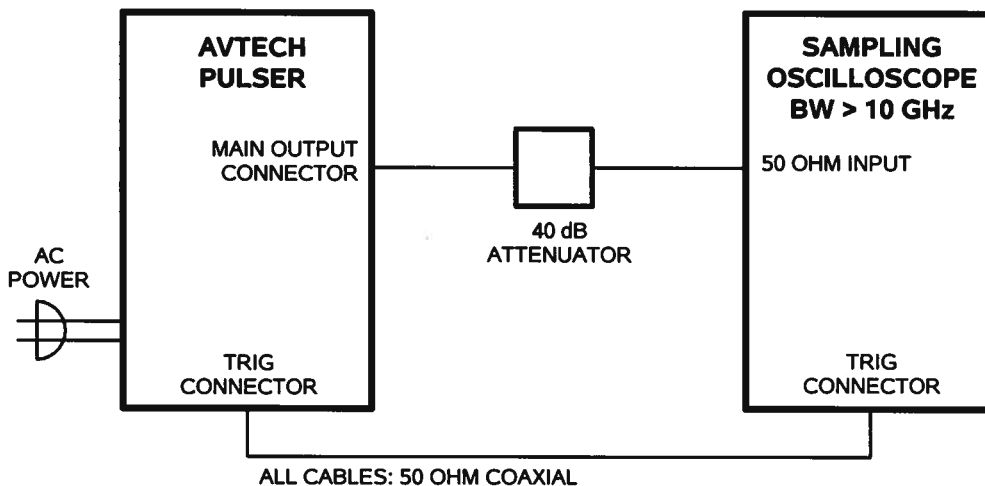 AVTECH
PULSER
MAIN OUTPUT
CONNECTOR
AC
POWER
TRIG
CONNECTOR
40 dB
ATTENUATOR
SAMPLING
OSCILLOSCOPE
BW > 10 GHz
50 OHM INPUT
TRIG
CONNECTOR
ALL CABLES: 50 OHM COAXIAL